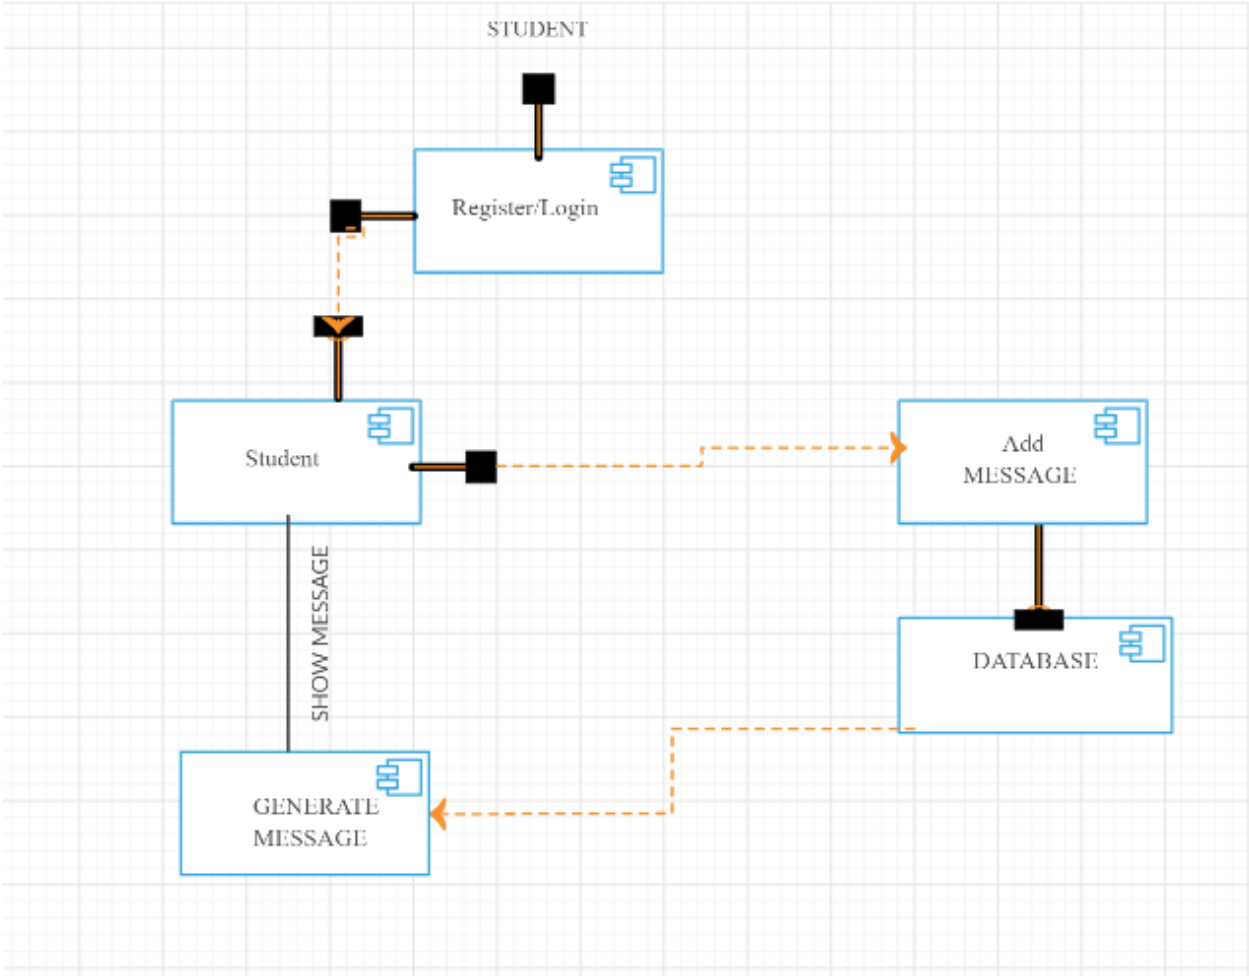 STUDENT
Register/Login
Student
Add
MESSAGE
SHOW MESSAGE
DATABASE
GENERATE
MESSAGE